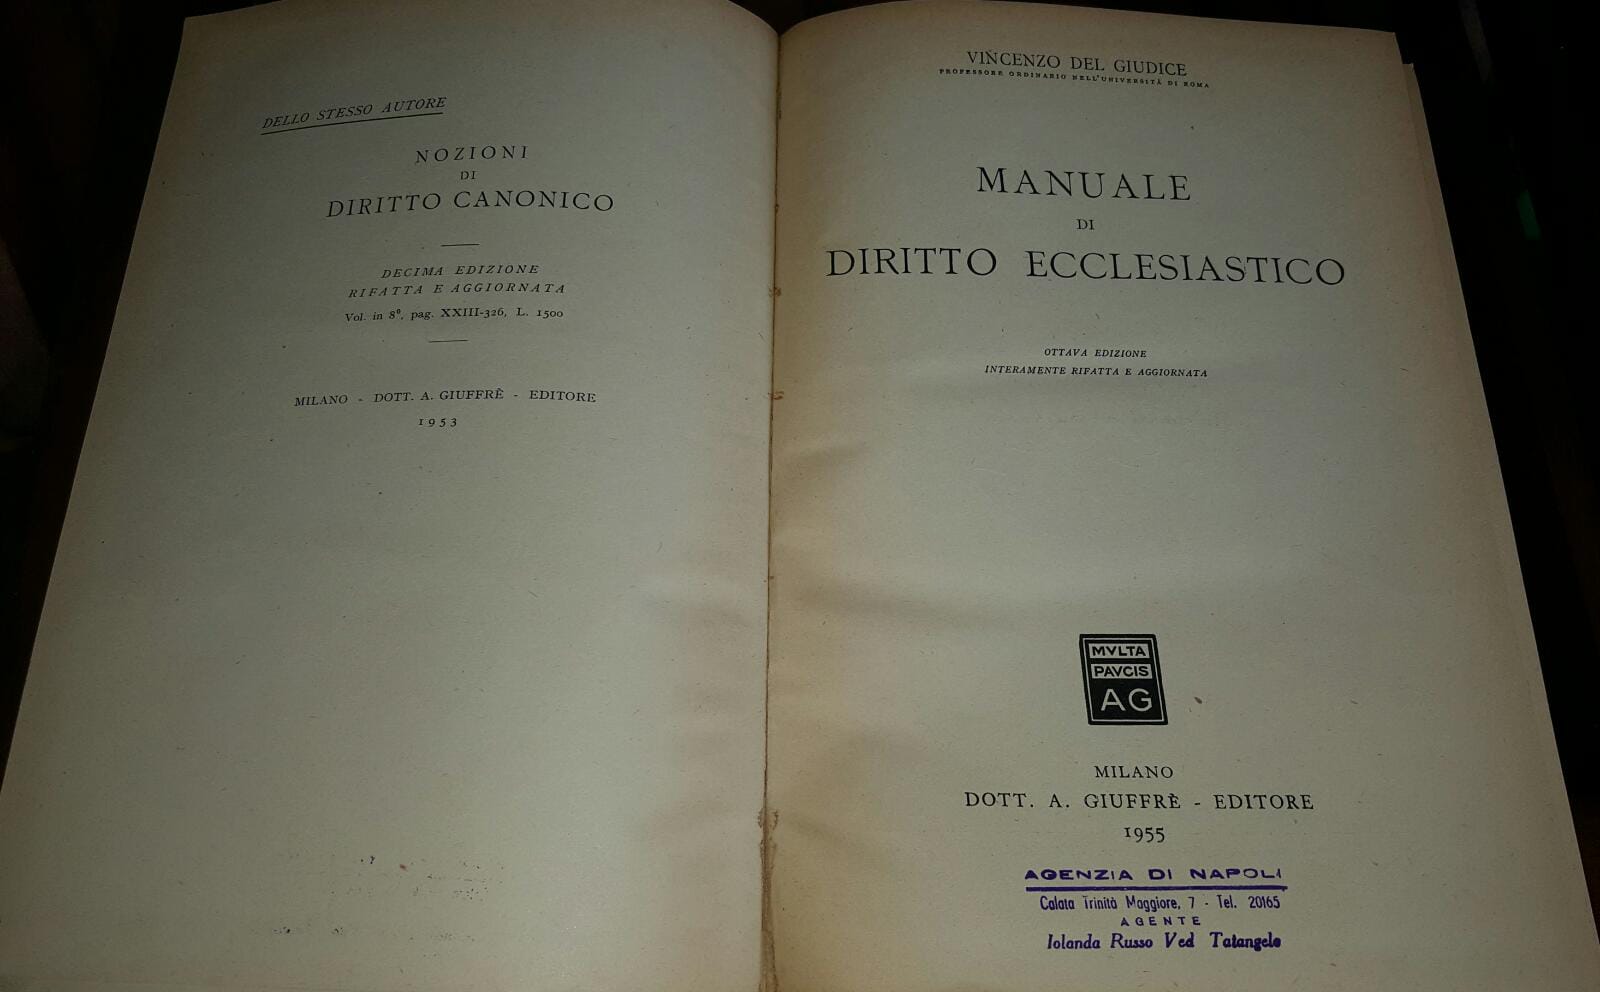 DELLO STESSO AUTORE
NOZIONI
DI
DIRITTO CANONICO
DECIMA EDIZIONE
RIFATTA E AGGIORNATA
Vol. in 8°, pag. XXIII-326, L. 1500
MILANO - DOTT. A. GIUFFRÈ - EDITORE
1953
VINCENZO DEL GIUDICE
PROFESSORE ORDINARIO NELL'UNIVERSITÀ DI ROMA
MANUALE
DI
DIRITTO ECCLESIASTICO
OTTAVA EDIZIONE
INTERAMENTE RIFATTA E AGGIORNATA
MVLTA
PAVCIS
AG
MILANO
DOTT. A. GIUFFRÈ - EDITORE
1955
AGENZIA DI NAPOLI
Calata Trinità Maggiore, 7 - Tel. 20165
AGENTE
Iolanda Russo Ved Tatangelo